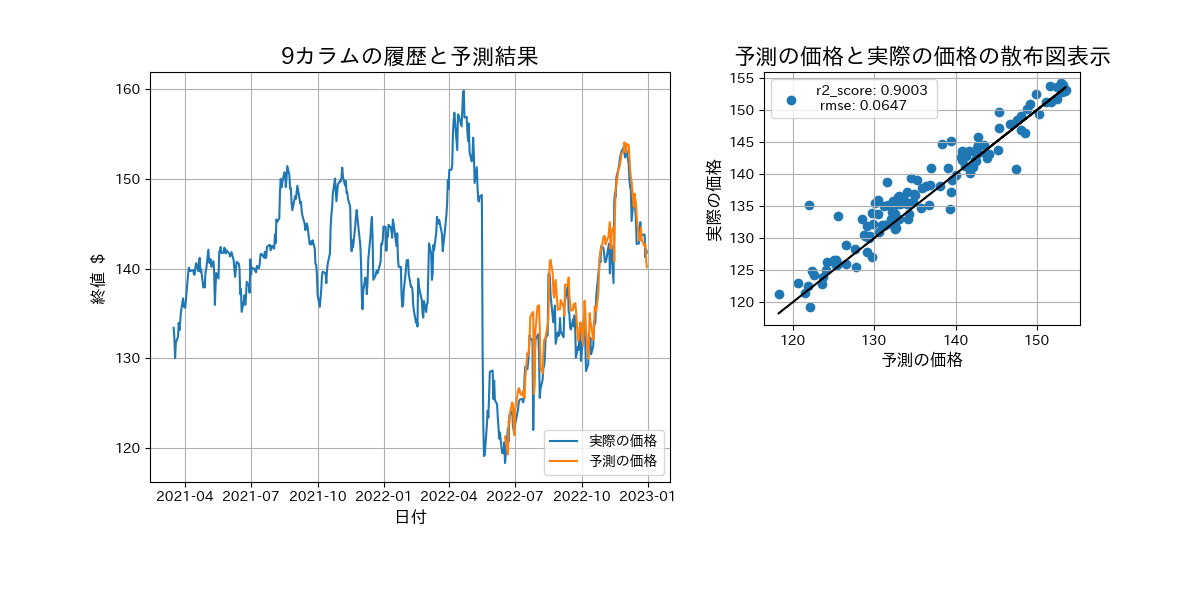 9カラムの履歴と予測結果
160
150
140
130
120
終値 $
2021-04 2021-07 2021-10 2022-01 2022-04 2022-07 2022-10 2023-01
日付
実際の価格
予測の価格
予測の価格と実際の価格の散布図表示
r2_score: 0.9003
rmse: 0.0647
155
150
145
140
135
130
125
120
実際の価格
120 130 140 150
予測の価格